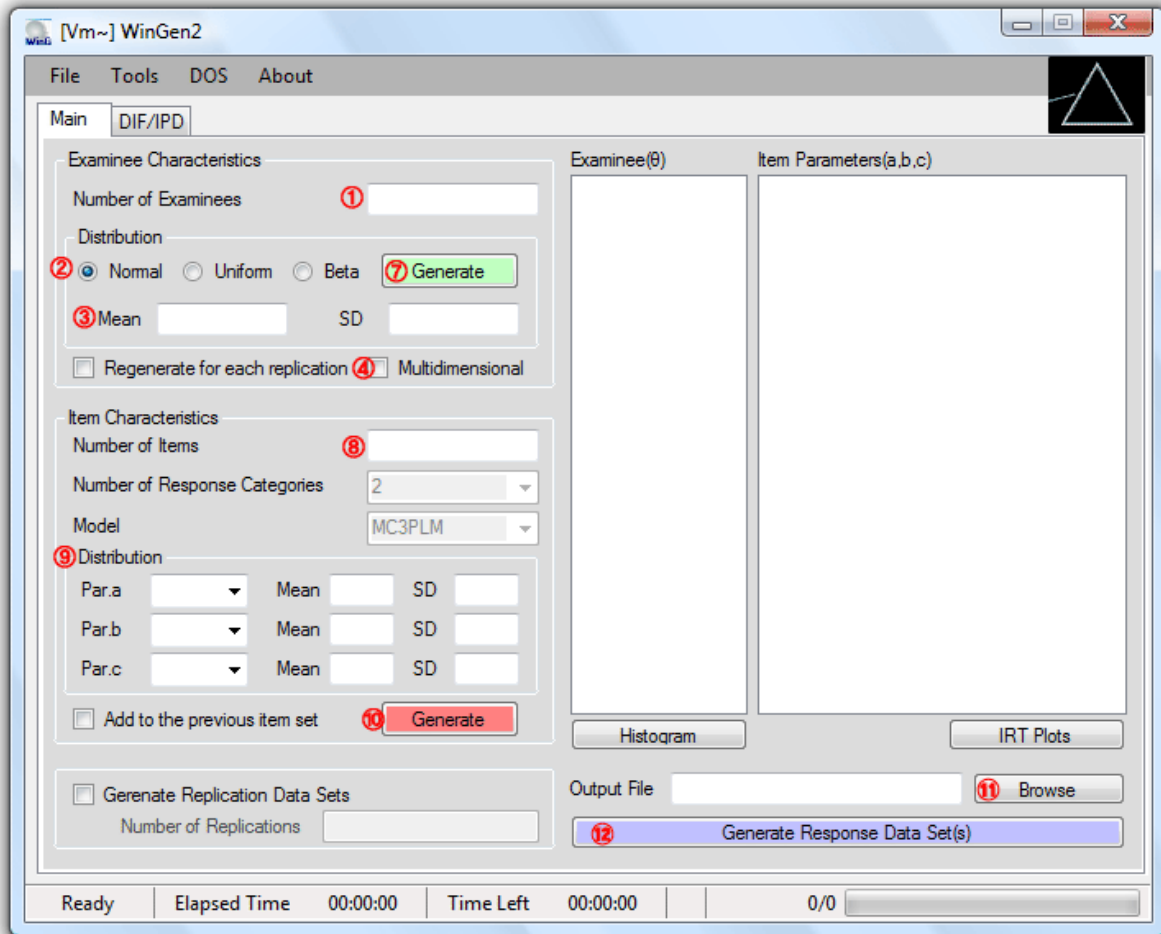 [Vm~] WinGen2
WinG
File Tools DOS About
Main DIF/IPD
Examinee Characteristics
Number of Examinees ①
Distribution
② Normal Uniform Beta ⑦ Generate
③ Mean SD
Regenerate for each replication ④ Multidimensional
Item Characteristics
Number of Items ⑧
Number of Response Categories 2
Model MC3PLM
⑨ Distribution
Par.a Mean SD
Par.b Mean SD
Par.c Mean SD
Add to the previous item set ⑩ Generate
Gerenate Replication Data Sets
Number of Replications
Examinee(θ) Item Parameters(a,b,c)
Histogram IRT Plots
Output File ⑪ Browse
⑫ Generate Response Data Set(s)
Ready Elapsed Time 00:00:00 Time Left 00:00:00 0/0